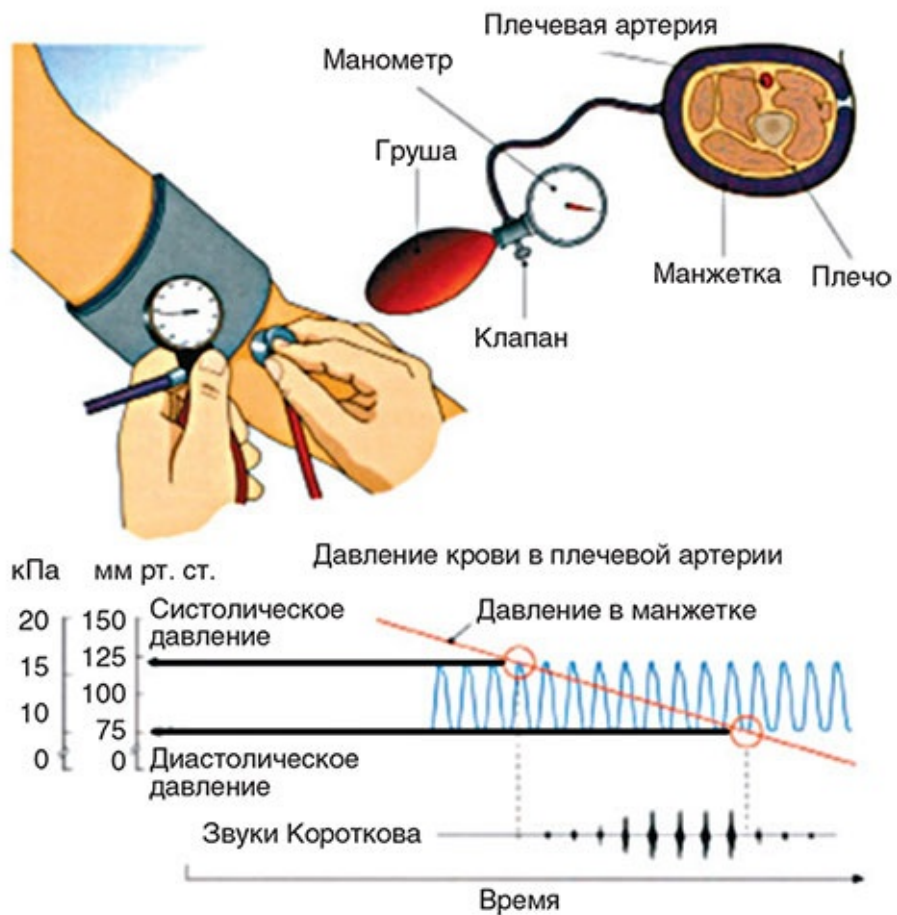 Плечевая артерия
Манометр
Груша
Манжетка
Плечо
Клапан
Давление крови в плечевой артерии
кПа
мм рт. ст.
20
15
10
0
150
125
100
75
0
Систолическое
давление
Давление в манжетке
Диастолическое
давление
Звуки Короткова
Время